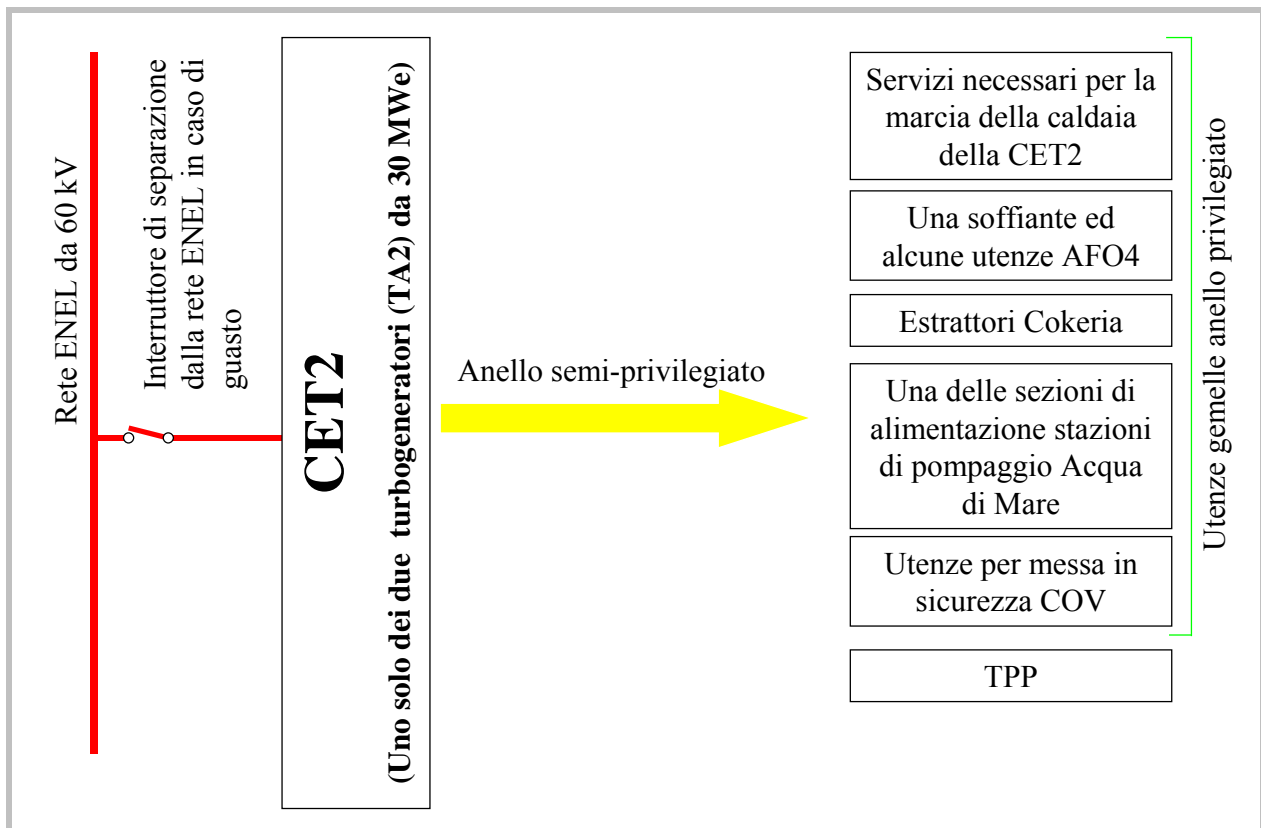 Rete ENEL da 60 kV
Interruttore di separazione
dalla rete ENEL in caso di
guasto
CET2
(Uno solo dei due turbogeneratori (TA2) da 30 MWe)
Anello semi-privilegiato
Servizi necessari per la
marcia della caldaia
della CET2
Una soffiante ed
alcune utenze AFO4
Estrattori Cokeria
Una delle sezioni di
alimentazione stazioni
di pompaggio Acqua
di Mare
Utenze per messa in
sicurezza COV
TPP
Utenze gemelle anello privilegiato